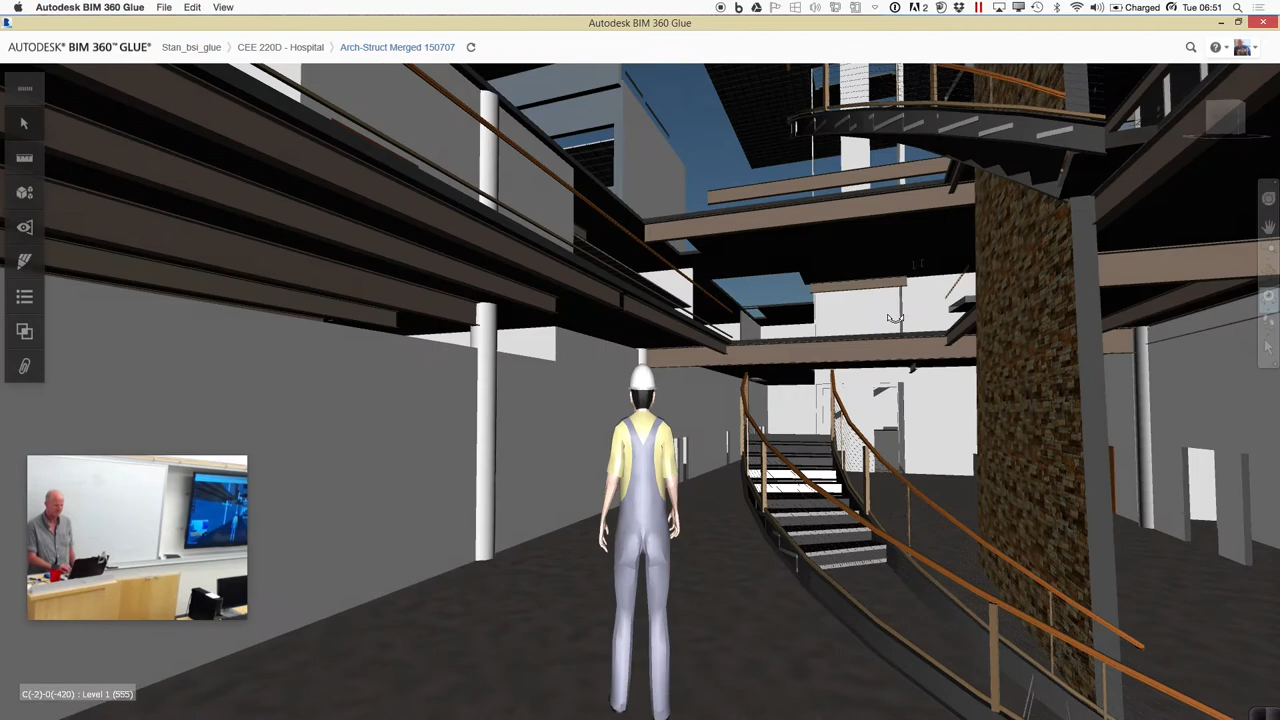 Autodesk BIM 360 Glue File Edit View
2 Charged Tue 06:51
Autodesk BIM 360 Glue
AUTODESK® BIM 360™ GLUE® Stan_bsi_glue CEE 220D - Hospital Arch-Struct Merged 150707
C(-2)-0(-420) : Level 1 (555)